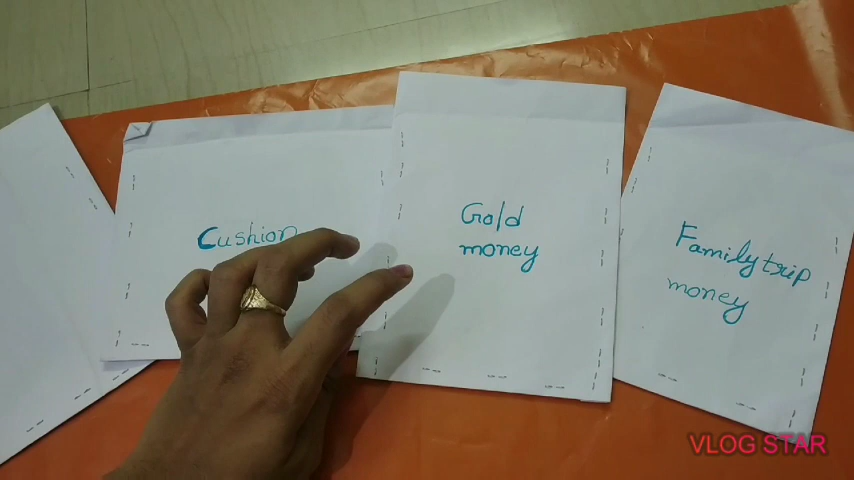 Cushion
Gold
money
Family trip
money
VLOG STAR